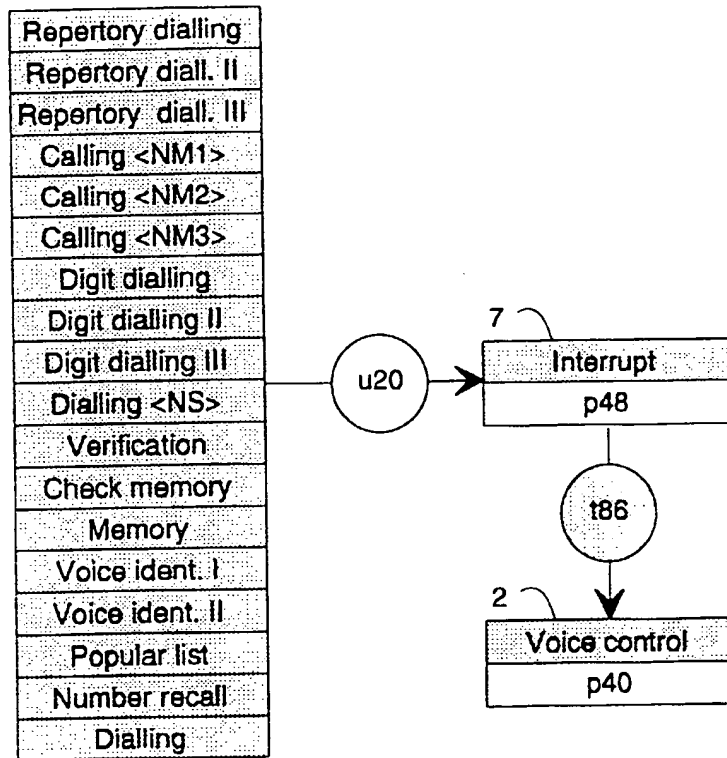 Repertory dialling
Repertory diall. II
Repertory diall. III
Calling <NM1>
Calling <NM2>
Calling <NM3>
Digit dialling
Digit dialling II
Digit dialling III
Dialling <NS>
Verification
Check memory
Memory
Voice ident. I
Voice ident. II
Popular list
Number recall
Dialling
u20
7
Interrupt
p48
t86
2
Voice control
p40